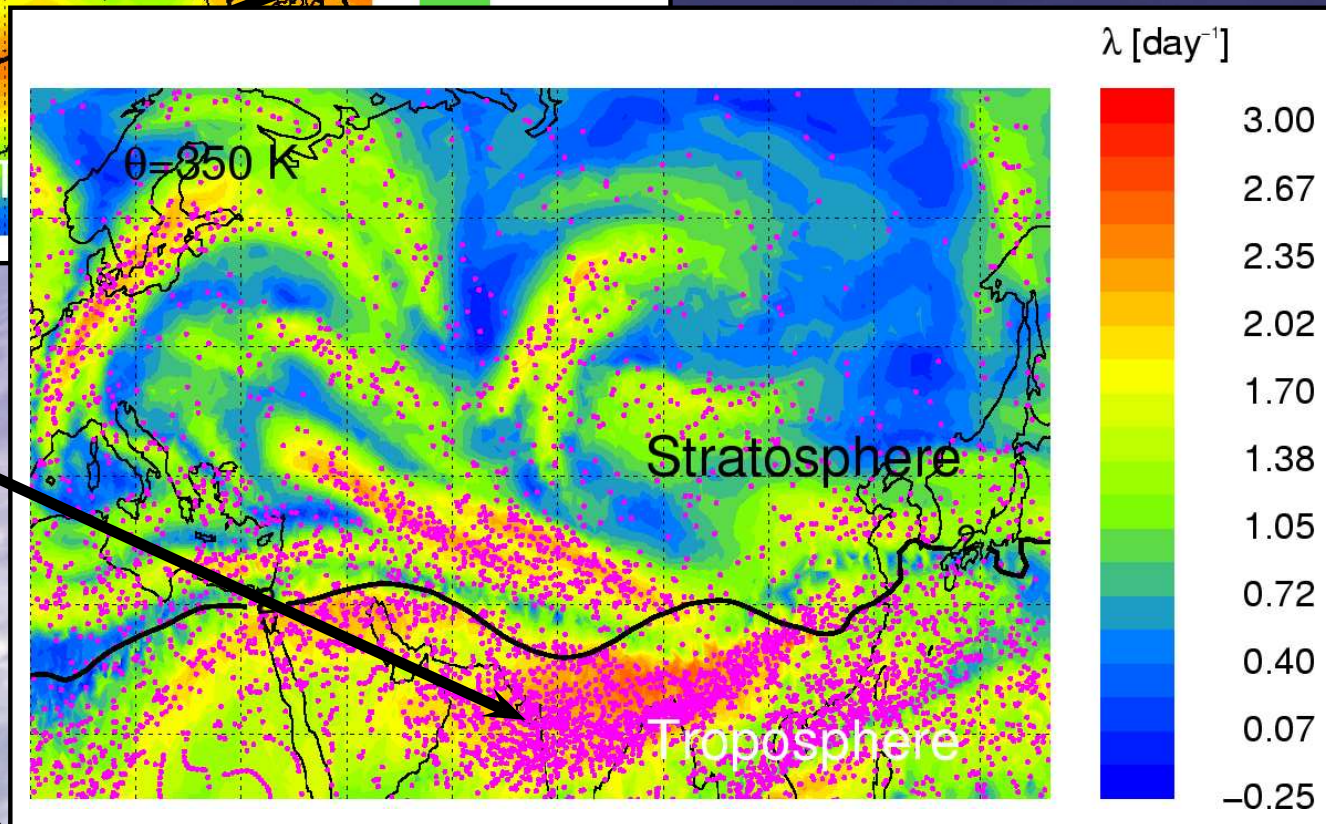 λ [day⁻¹]
θ=350 K
Stratosphere
Troposphere
3.00
2.67
2.35
2.02
1.70
1.38
1.05
0.72
0.40
0.07
−0.25